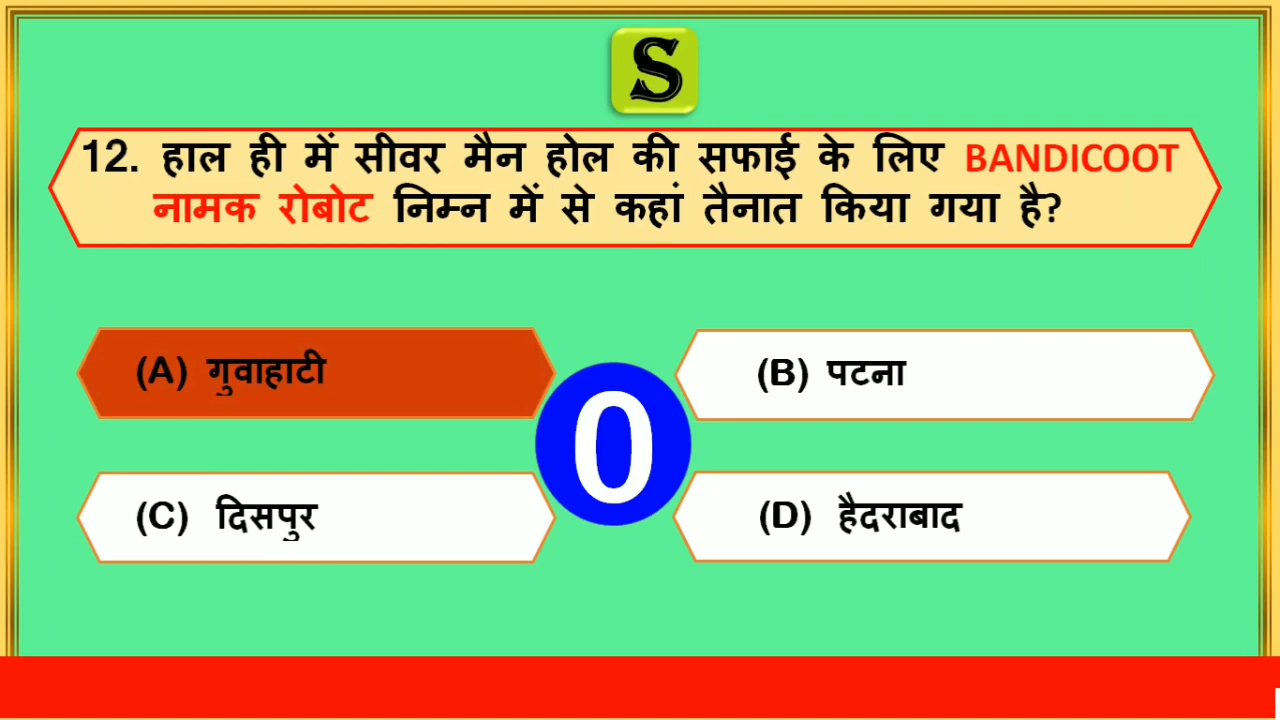 S
12. हाल ही में सीवर मैन होल की सफाई के लिए BANDICOOT
नामक रोबोट निम्न में से कहां तैनात किया गया है?
(A) गुवाहाटी
(B) पटना
0
(C) दिसपुर
(D) हैदराबाद